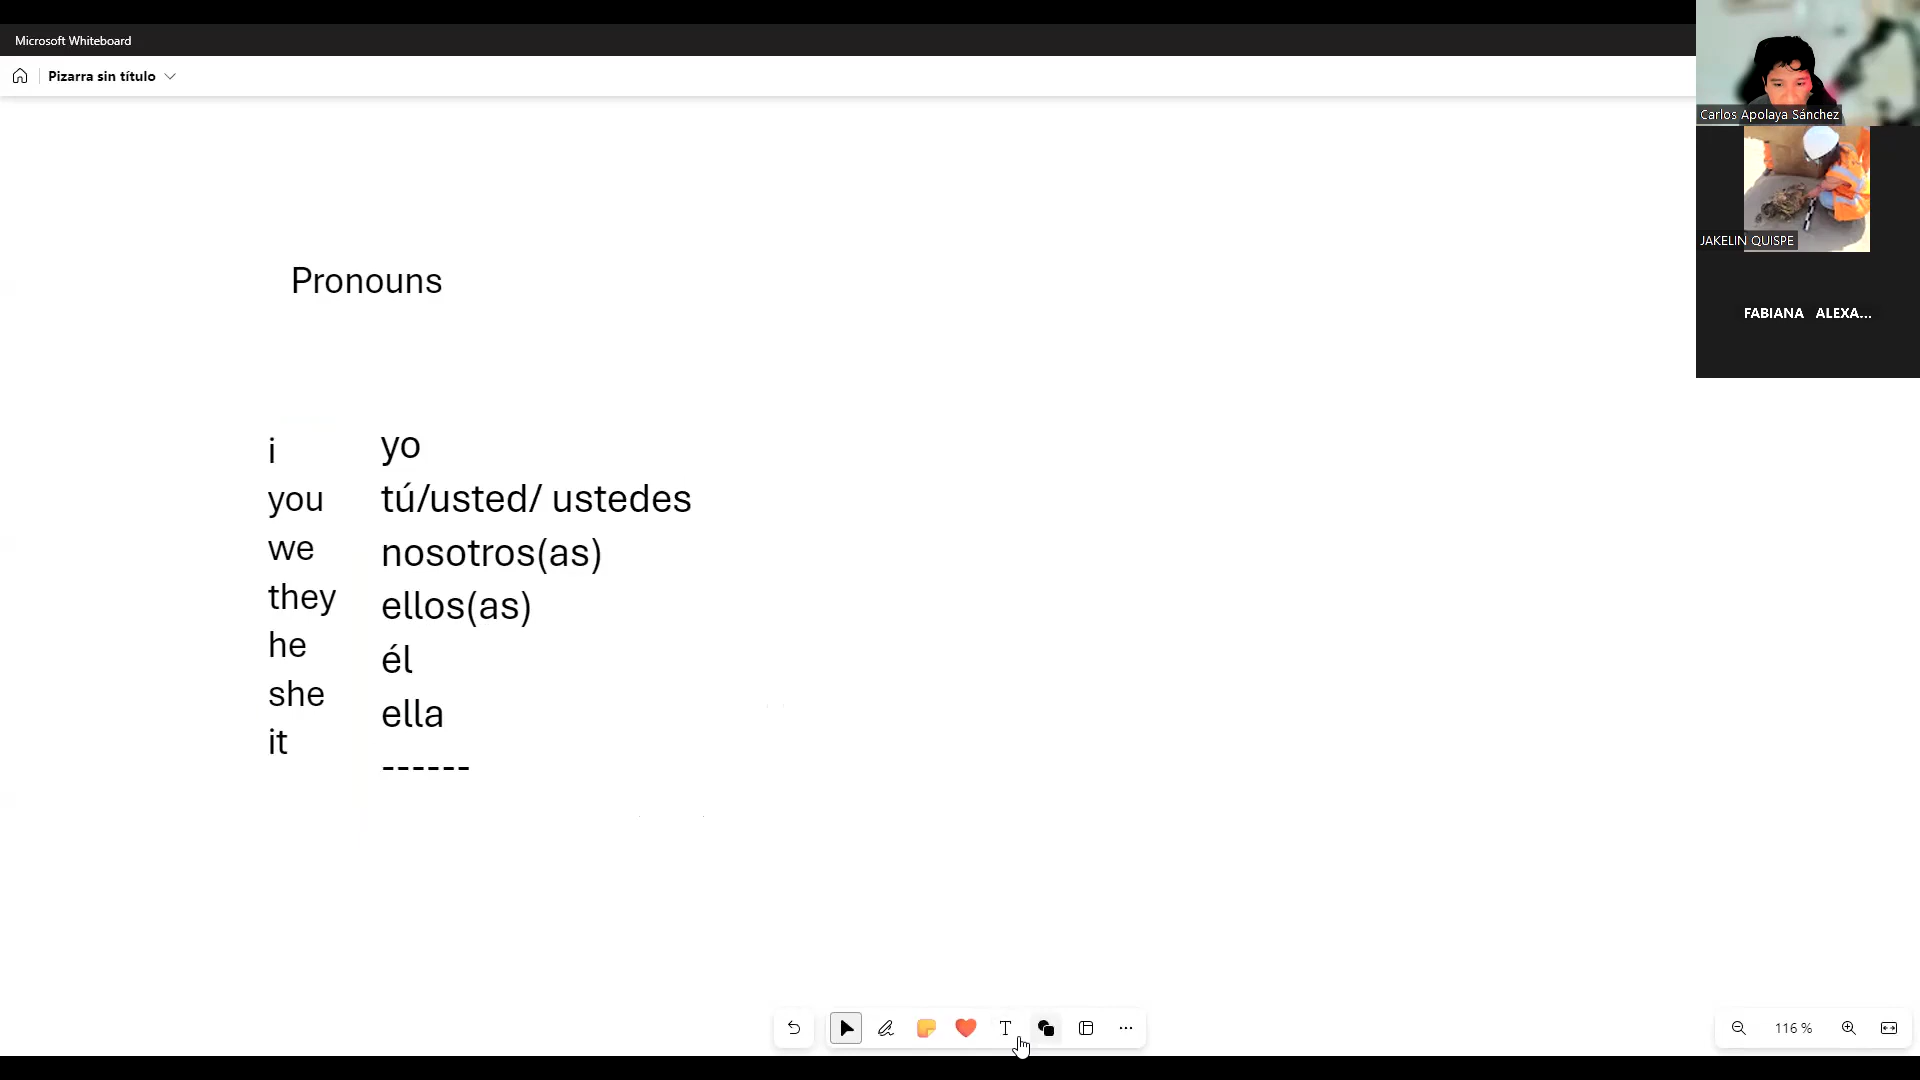 Microsoft Whiteboard
Pizarra sin título
Carlos Apolaya Sánchez
JAKELIN QUISPE
FABIANA ALEXA...
Pronouns
i yo
you tú/usted/ ustedes
we nosotros(as)
they ellos(as)
he él
she ella
it ------
116 %